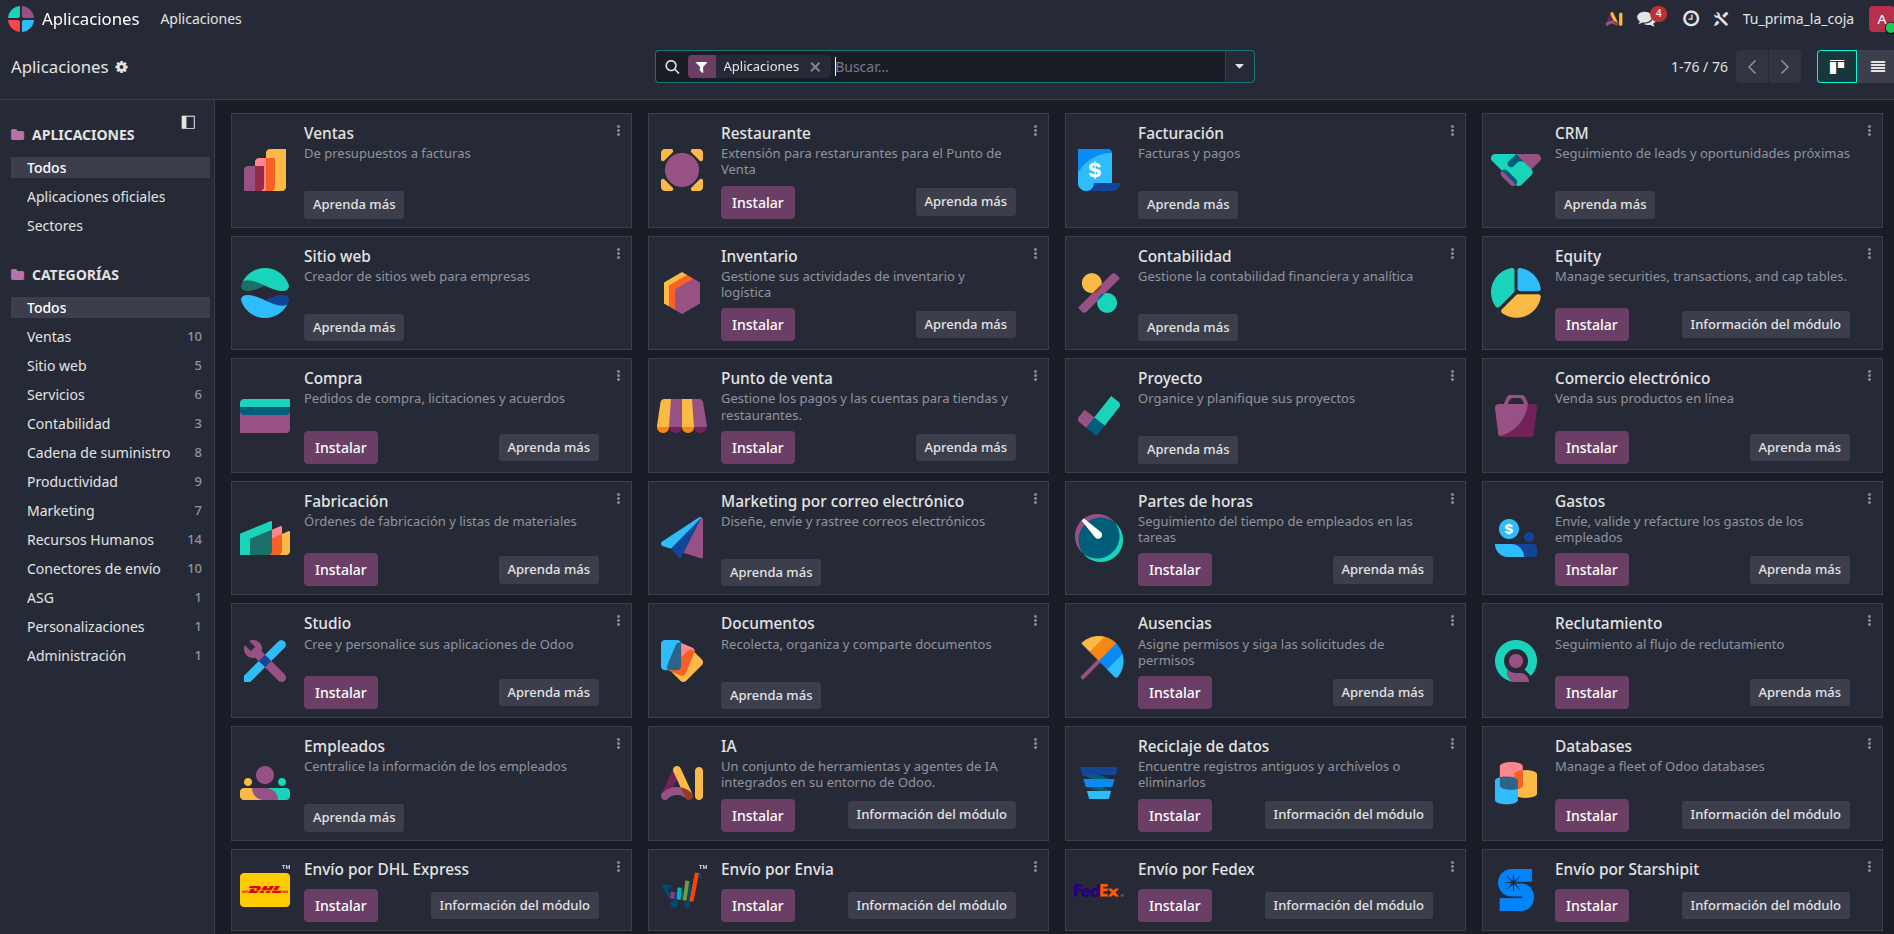 Aplicaciones
Aplicaciones
4
Tu_prima_la_coja
A
Aplicaciones
Aplicaciones
Buscar...
1-76 / 76
APLICACIONES
Todos
Aplicaciones oficiales
Sectores
CATEGORÍAS
Todos
Ventas 10
Sitio web 5
Servicios 6
Contabilidad 3
Cadena de suministro 8
Productividad 9
Marketing 7
Recursos Humanos 14
Conectores de envío 10
ASG 1
Personalizaciones 1
Administración 1
Ventas
De presupuestos a facturas
Aprenda más
Restaurante
Extensión para restarurantes para el Punto de
Venta
Instalar
Aprenda más
$
Facturación
Facturas y pagos
Aprenda más
CRM
Seguimiento de leads y oportunidades próximas
Aprenda más
Sitio web
Creador de sitios web para empresas
Aprenda más
Inventario
Gestione sus actividades de inventario y
logística
Instalar
Aprenda más
Contabilidad
Gestione la contabilidad financiera y analítica
Aprenda más
Equity
Manage securities, transactions, and cap tables.
Instalar
Información del módulo
Compra
Pedidos de compra, licitaciones y acuerdos
Instalar
Aprenda más
Punto de venta
Gestione los pagos y las cuentas para tiendas y
restaurantes.
Instalar
Aprenda más
Proyecto
Organice y planifique sus proyectos
Aprenda más
Comercio electrónico
Venda sus productos en línea
Instalar
Aprenda más
Fabricación
Órdenes de fabricación y listas de materiales
Instalar
Aprenda más
Marketing por correo electrónico
Diseñe, envíe y rastree correos electrónicos
Aprenda más
Partes de horas
Seguimiento del tiempo de empleados en las
tareas
Instalar
Aprenda más
$
Gastos
Envíe, valide y refacture los gastos de los
empleados
Instalar
Aprenda más
Studio
Cree y personalice sus aplicaciones de Odoo
Instalar
Aprenda más
Documentos
Recolecta, organiza y comparte documentos
Aprenda más
Ausencias
Asigne permisos y siga las solicitudes de
permisos
Instalar
Aprenda más
Reclutamiento
Seguimiento al flujo de reclutamiento
Instalar
Aprenda más
Empleados
Centralice la información de los empleados
Aprenda más
IA
Un conjunto de herramientas y agentes de IA
integrados en su entorno de Odoo.
Instalar
Información del módulo
Reciclaje de datos
Encuentre registros antiguos y archívelos o
eliminarlos
Instalar
Información del módulo
Databases
Manage a fleet of Odoo databases
Instalar
Información del módulo
DHL
TM
Envío por DHL Express
Instalar
Información del módulo
TM
Envío por Envia
Instalar
Información del módulo
FedEx.
Envío por Fedex
Instalar
Información del módulo
Envío por Starshipit
Instalar
Información del módulo